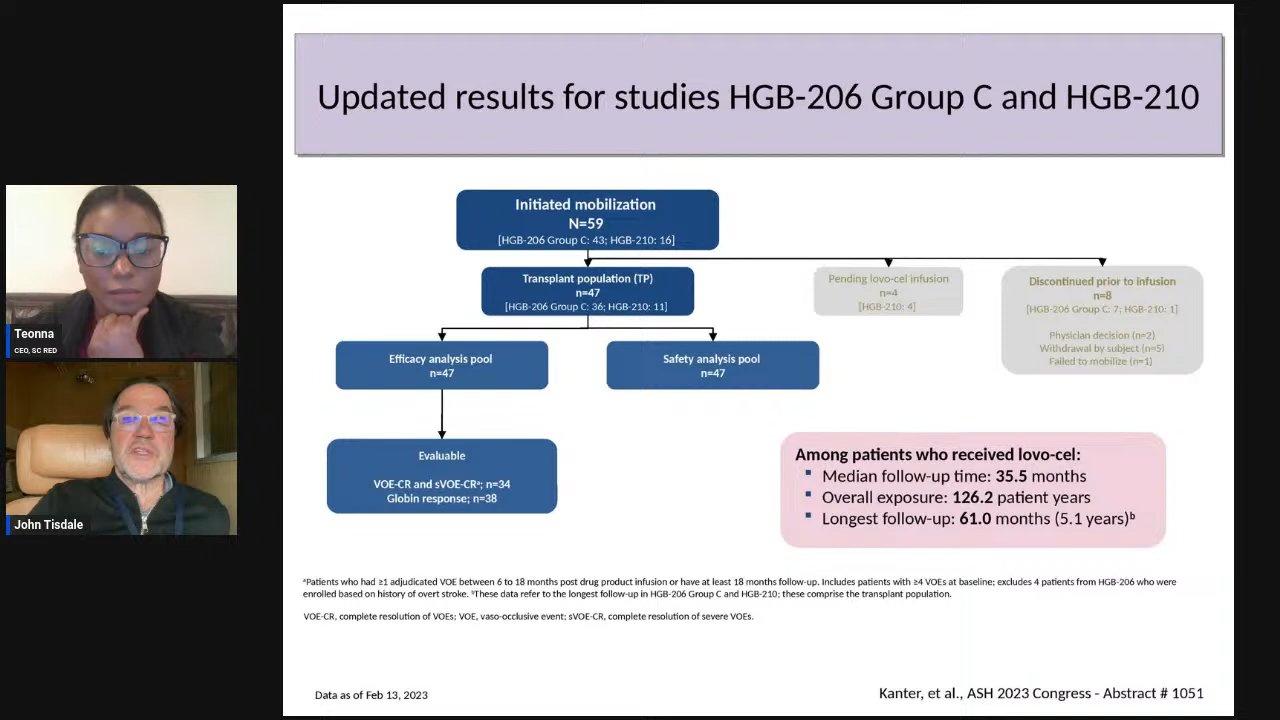 Updated results for studies HGB-206 Group C and HGB-210
Initiated mobilization
N=59
[HGB-206 Group C: 43; HGB-210: 16]
Transplant population (TP)
n=47
[HGB-206 Group C: 36; HGB-210: 11]
Pending lovo-cel infusion
n=4
[HGB-210: 4]
Discontinued prior to infusion
n=8
[HGB-206 Group C: 7; HGB-210: 1]
Physician decision (n=2)
Withdrawal by subject (n=5)
Failed to mobilize (n=1)
Efficacy analysis pool
n=47
Safety analysis pool
n=47
Evaluable
VOE-CR and sVOE-CRᵃ; n=34
Globin response; n=38
Among patients who received lovo-cel:
▪ Median follow-up time: 35.5 months
▪ Overall exposure: 126.2 patient years
▪ Longest follow-up: 61.0 months (5.1 years)ᵇ
ᵃPatients who had ≥1 adjudicated VOE between 6 to 18 months post drug product infusion or have at least 18 months follow-up. Includes patients with ≥4 VOEs at baseline; excludes 4 patients from HGB-206 who were
enrolled based on history of overt stroke. ᵇThese data refer to the longest follow-up in HGB-206 Group C and HGB-210; these comprise the transplant population.
VOE-CR, complete resolution of VOEs; VOE, vaso-occlusive event; sVOE-CR, complete resolution of severe VOEs.
Data as of Feb 13, 2023
Kanter, et al., ASH 2023 Congress - Abstract # 1051
Teonna
CEO, SC RED
John Tisdale